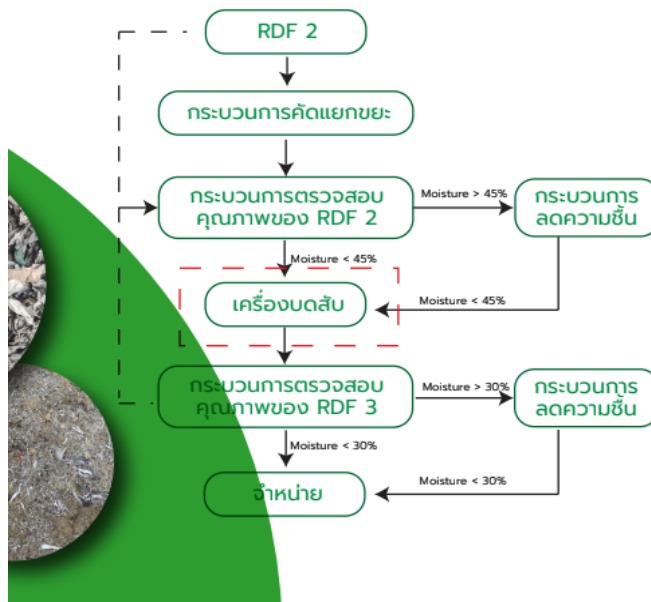 RDF 2
กระบวนการคัดแยกขยะ
กระบวนการตรวจสอบ
คุณภาพของ RDF 2
Moisture > 45%
กระบวนการ
ลดความชื้น
Moisture < 45%
เครื่องบดสับ
Moisture < 45%
กระบวนการตรวจสอบ
คุณภาพของ RDF 3
Moisture > 30%
กระบวนการ
ลดความชื้น
Moisture < 30%
จำหน่าย
Moisture < 30%